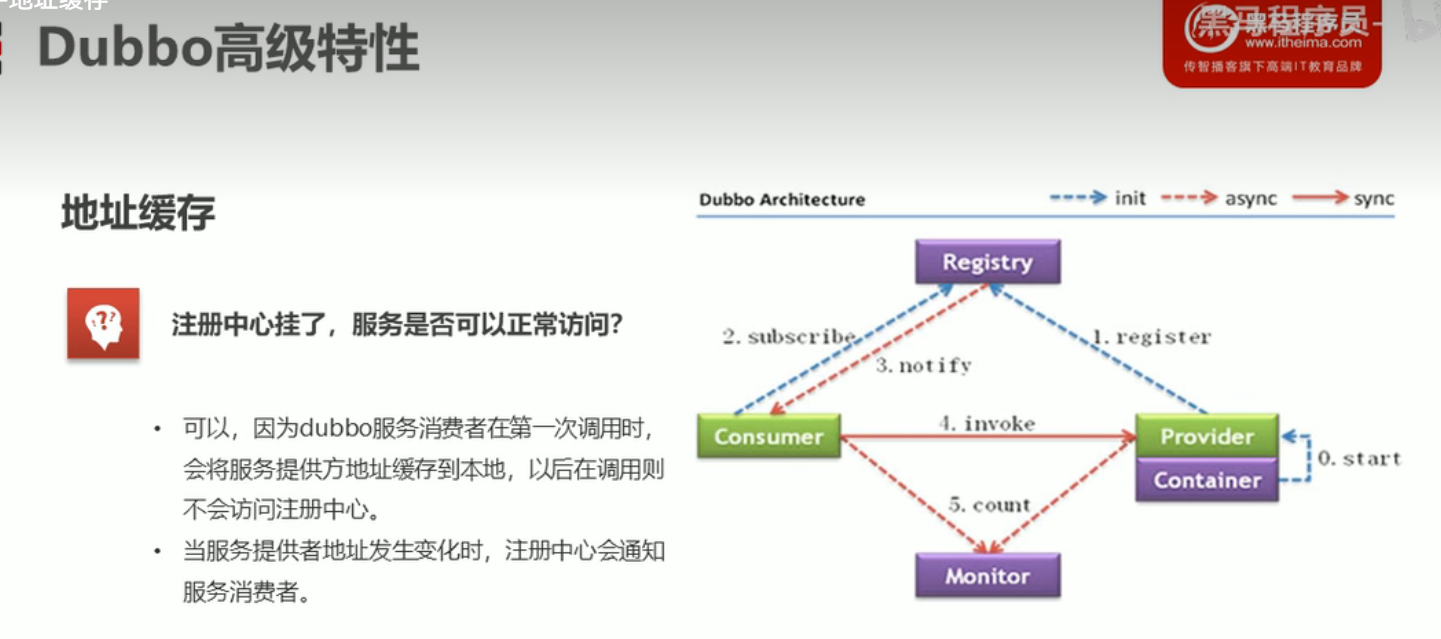 地址缓存
Dubbo高级特性
黑马程序员-
www.itheima.com
传智播客旗下高端IT教育品牌
地址缓存
注册中心挂了，服务是否可以正常访问？
• 可以，因为dubbo服务消费者在第一次调用时，
会将服务提供方地址缓存到本地，以后在调用则
不会访问注册中心。
• 当服务提供者地址发生变化时，注册中心会通知
服务消费者。
Dubbo Architecture
init
async
sync
Registry
2. subscribe
1. register
3. notify
Consumer
4. invoke
Provider
Container
0. start
5. count
Monitor